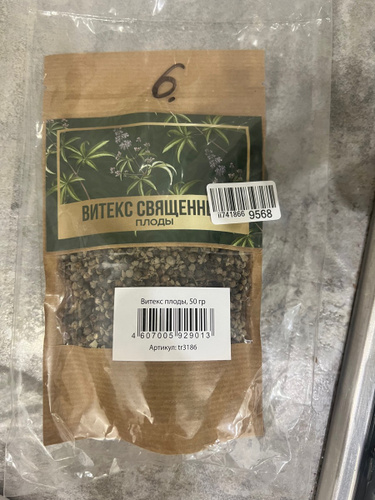 6.
ВИТЕКС СВЯЩЕНН
ПЛОДЫ
9568
Витекс плоды, 50 гр
4 607005 929013
Артикул: tr3186